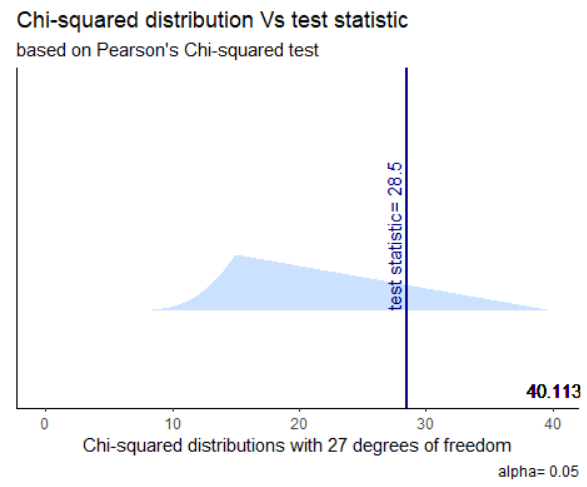 Chi-squared distribution Vs test statistic
based on Pearson's Chi-squared test
test statistic= 28.5
40.113
0 10 20 30 40
Chi-squared distributions with 27 degrees of freedom
alpha= 0.05